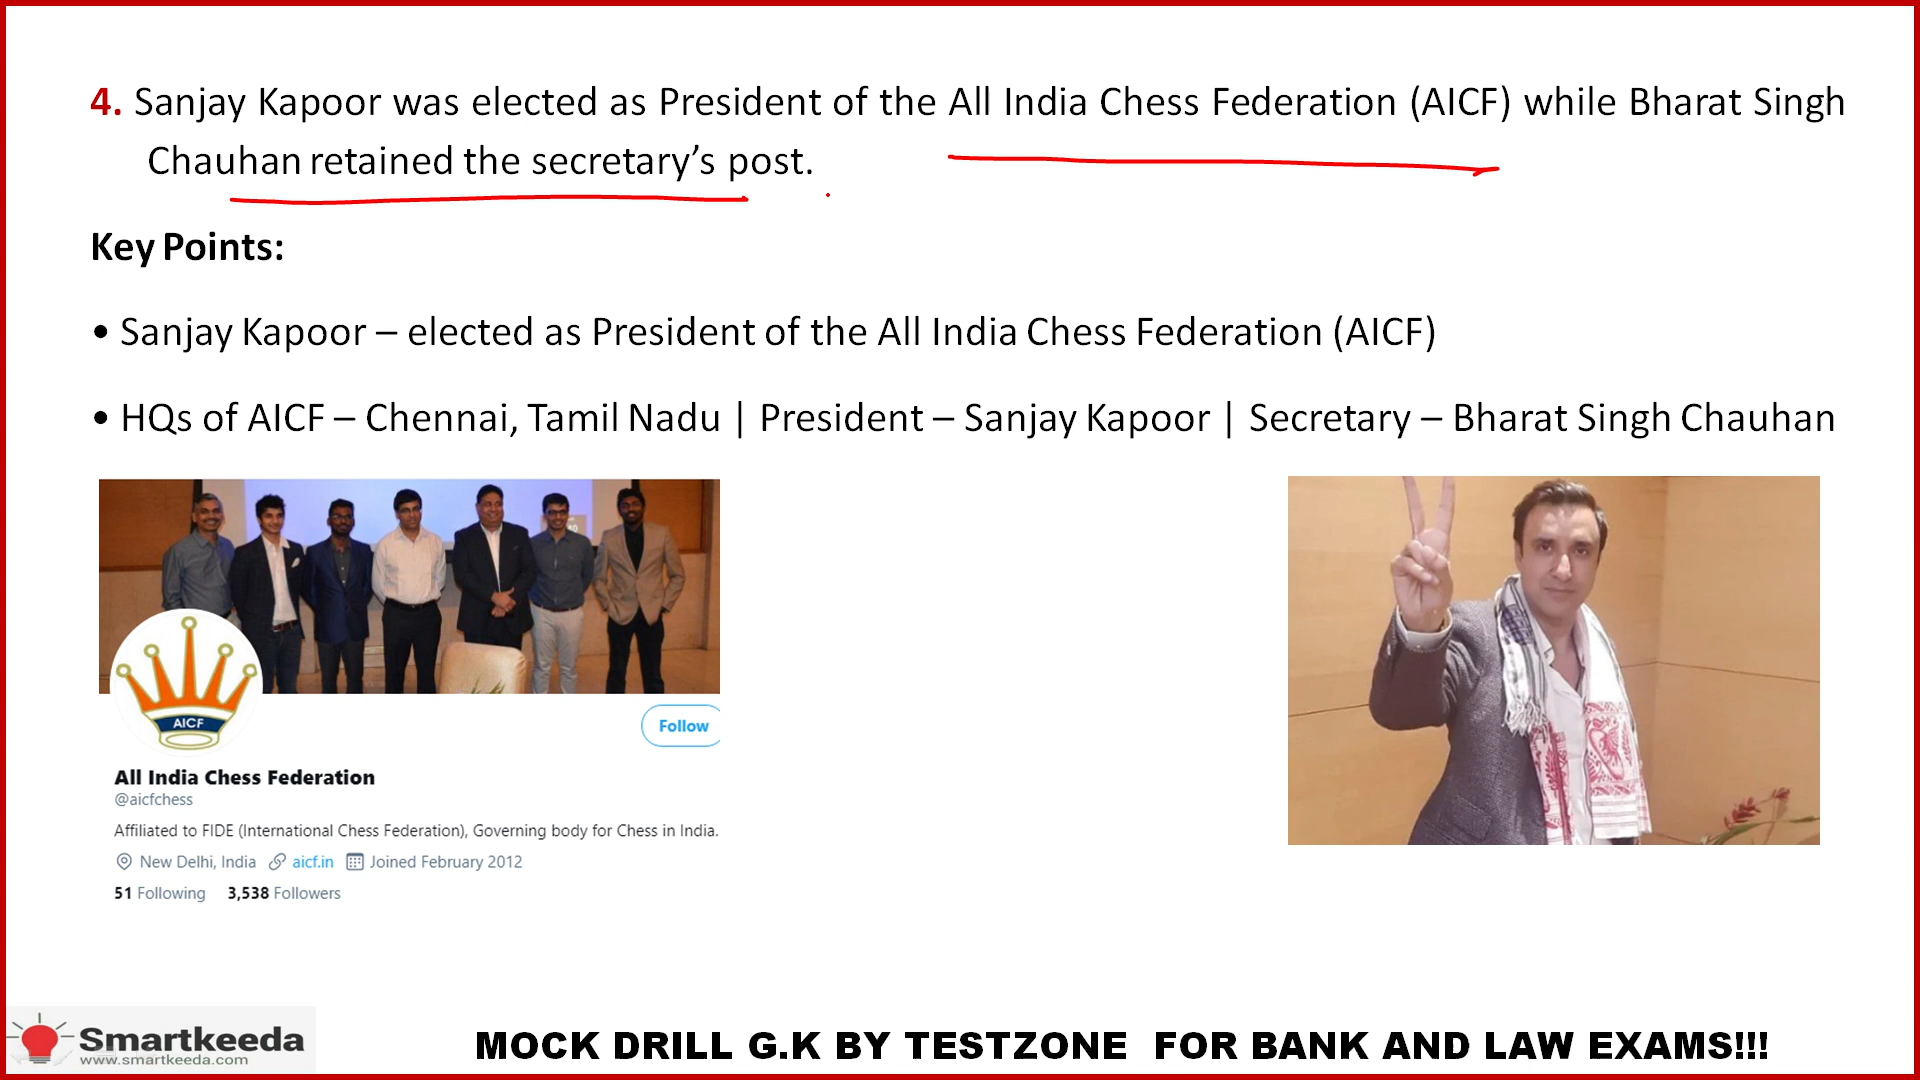 4. Sanjay Kapoor was elected as President of the All India Chess Federation (AICF) while Bharat Singh
Chauhan retained the secretary’s post.
Key Points:
• Sanjay Kapoor – elected as President of the All India Chess Federation (AICF)
• HQs of AICF – Chennai, Tamil Nadu | President – Sanjay Kapoor | Secretary – Bharat Singh Chauhan
AICF
Follow
All India Chess Federation
@aicfchess
Affiliated to FIDE (International Chess Federation), Governing body for Chess in India.
New Delhi, India aicf.in Joined February 2012
51 Following 3,538 Followers
Smartkeeda
www.smartkeeda.com
MOCK DRILL G.K BY TESTZONE FOR BANK AND LAW EXAMS!!!